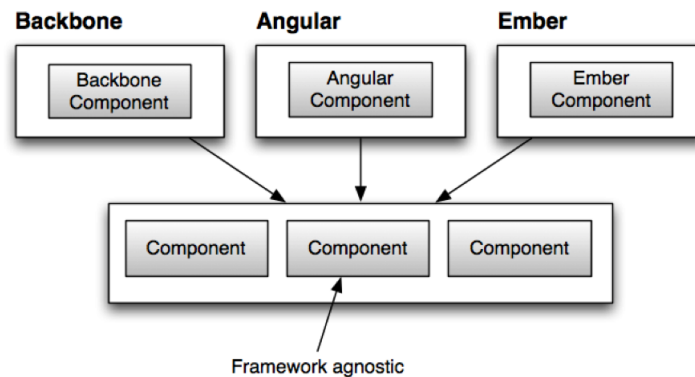 Backbone
Angular
Ember
Backbone
Component
Angular
Component
Ember
Component
Component
Component
Component
Framework agnostic